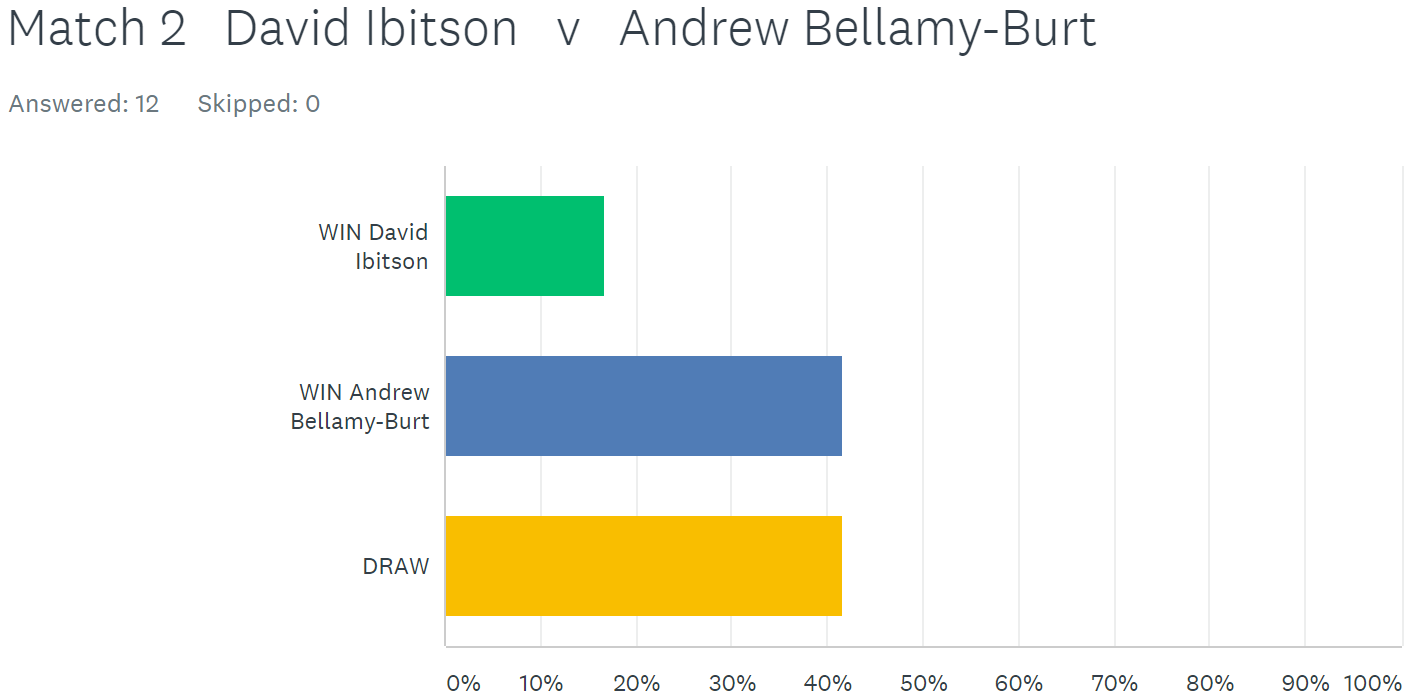 Match 2 David Ibitson v Andrew Bellamy-Burt
Answered: 12 Skipped: 0
WIN David
Ibitson
WIN Andrew
Bellamy-Burt
DRAW
0% 10% 20% 30% 40% 50% 60% 70% 80% 90% 100%